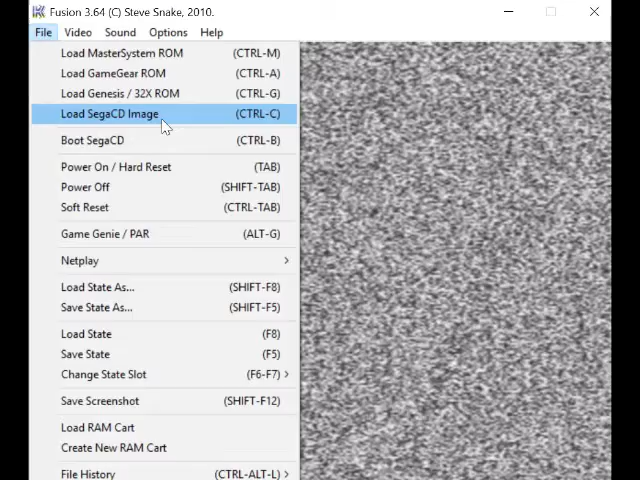 Fusion 3.64 (C) Steve Snake, 2010.
File Video Sound Options Help
Load MasterSystem ROM (CTRL-M)
Load GameGear ROM (CTRL-A)
Load Genesis / 32X ROM (CTRL-G)
Load SegaCD Image (CTRL-C)
Boot SegaCD (CTRL-B)
Power On / Hard Reset (TAB)
Power Off (SHIFT-TAB)
Soft Reset (CTRL-TAB)
Game Genie / PAR (ALT-G)
Netplay
Load State As... (SHIFT-F8)
Save State As... (SHIFT-F5)
Load State (F8)
Save State (F5)
Change State Slot (F6-F7)
Save Screenshot (SHIFT-F12)
Load RAM Cart
Create New RAM Cart
File History (CTRL-ALT-L)